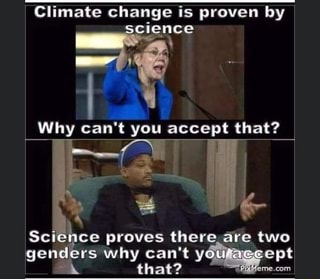 Climate change is proven by
science
Why can't you accept that?
Science proves there are two
genders why can't you accept
that?
PixMeme.com